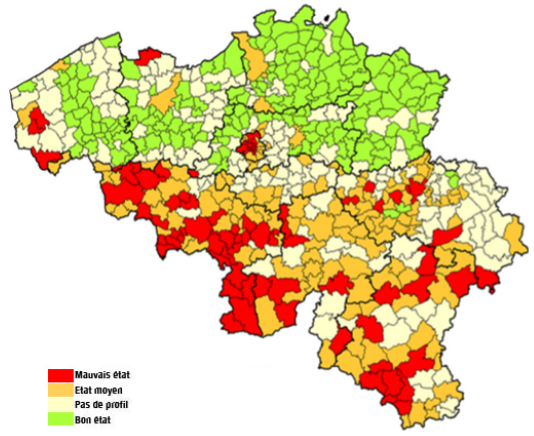 Mauvais état
Etat moyen
Pas de profil
Bon état